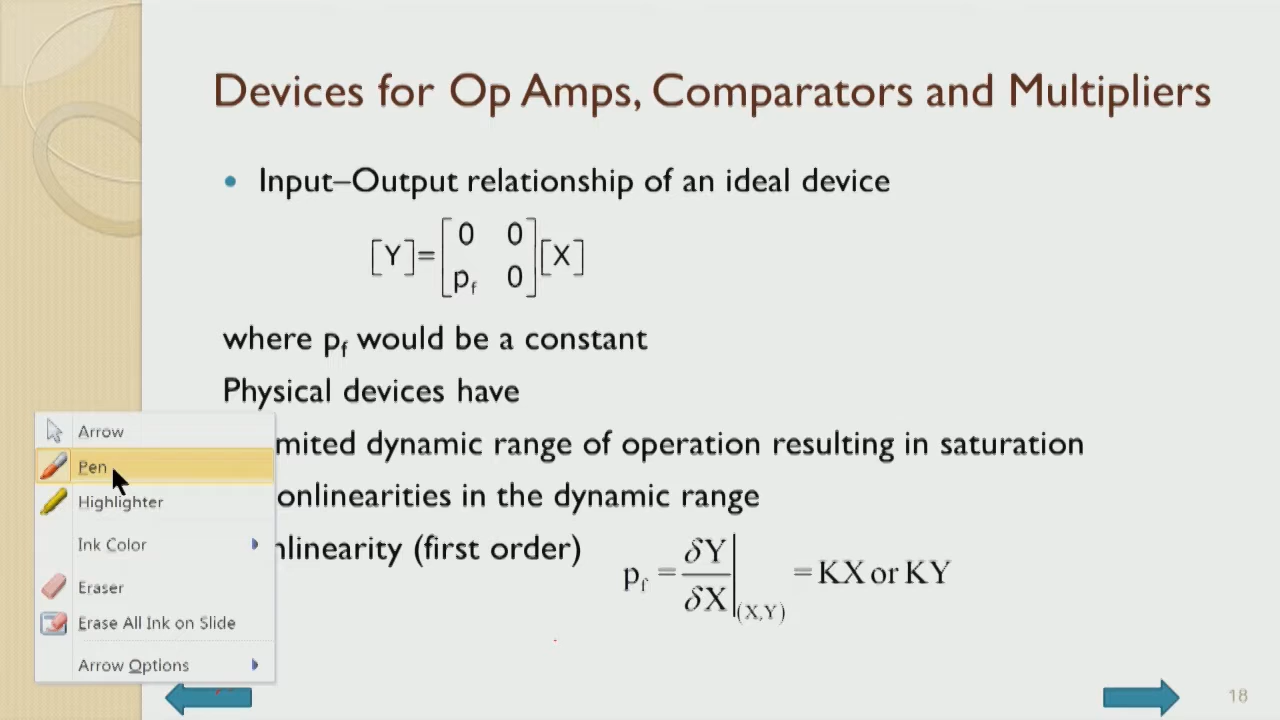 Devices for Op Amps, Comparators and Multipliers
• Input–Output relationship of an ideal device
[Y]=[0 0
p_f 0][X]
where p_f would be a constant
Physical devices have
mited dynamic range of operation resulting in saturation
onlinearities in the dynamic range
nlinearity (first order)
p_f = δY/δX|(X,Y) = KX or KY
Arrow
Pen
Highlighter
Ink Color
Eraser
Erase All Ink on Slide
Arrow Options
18